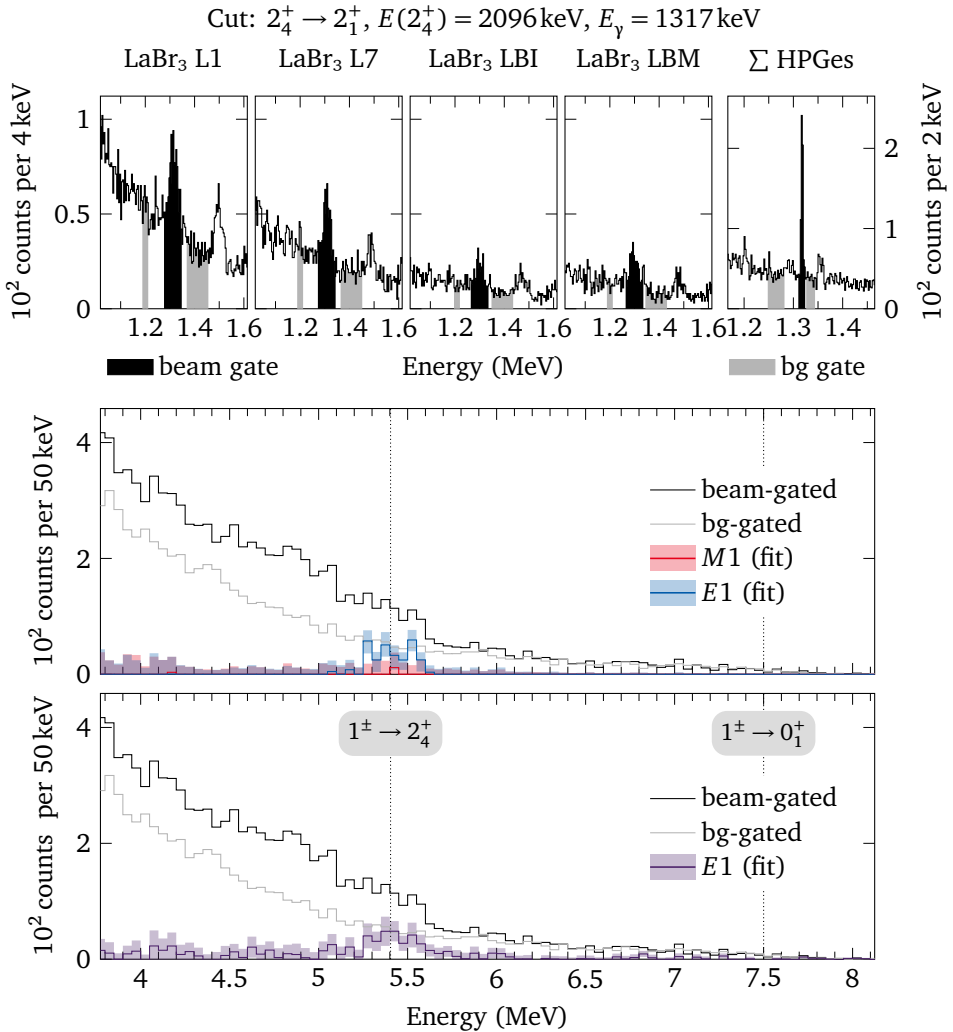 Cut: 2₄⁺ → 2₁⁺, E(2₄⁺) = 2096 keV, Eγ = 1317 keV
LaBr₃ L1 LaBr₃ L7 LaBr₃ LBI LaBr₃ LBM ∑ HPGes
10² counts per 4 keV
1
0.5
0
2
1
0
10² counts per 2 keV
1.2 1.4 1.6 1.2 1.4 1.6 1.2 1.4 1.6 1.2 1.4 1.6 1.2 1.3 1.4
beam gate Energy (MeV) bg gate
10² counts per 50 keV
4
2
0
beam-gated
bg-gated
M1 (fit)
E1 (fit)
10² counts per 50 keV
4
2
0
1± → 2₄⁺ 1± → 0₁⁺
beam-gated
bg-gated
E1 (fit)
4 4.5 5 5.5 6 6.5 7 7.5 8
Energy (MeV)